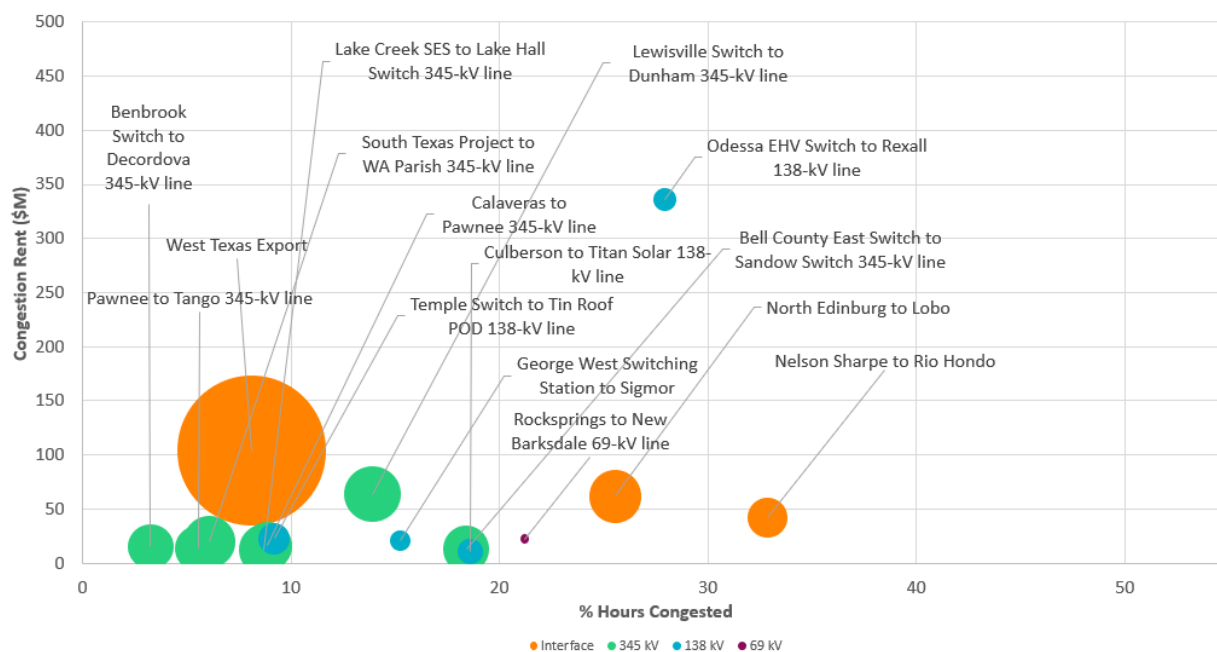 500
450
400
350
300
250
200
150
100
50
0
Congestion Rent ($M)
Lake Creek SES to Lake Hall
Switch 345-kV line
Lewisville Switch to
Dunham 345-kV line
Benbrook
Switch to
Decordova
345-kV line
South Texas Project to
WA Parish 345-kV line
Odessa EHV Switch to Rexall
138-kV line
Calaveras to
Pawnee 345-kV line
West Texas Export
Culberson to Titan Solar 138-
kV line
Bell County East Switch to
Sandow Switch 345-kV line
Pawnee to Tango 345-kV line
Temple Switch to Tin Roof
POD 138-kV line
North Edinburg to Lobo
George West Switching
Station to Sigmor
Nelson Sharpe to Rio Hondo
Rocksprings to New
Barksdale 69-kV line
0 10 20 30 40 50
% Hours Congested
Interface 345 kV 138 kV 69 kV